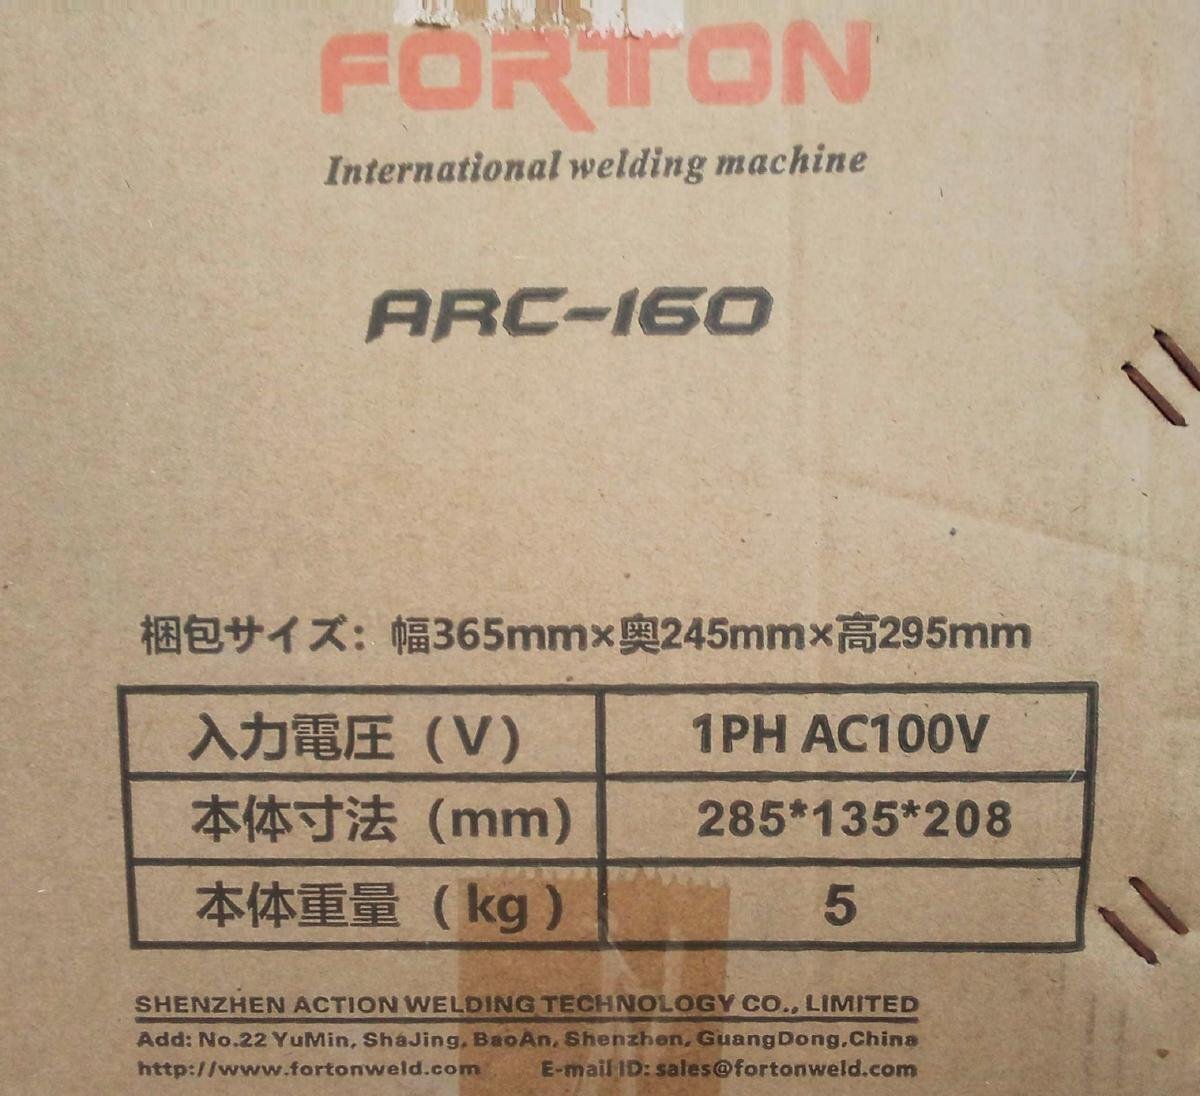 FORTON
International welding machine
ARC-160
梱包サイズ：幅365mm×奥245mm×高295mm
入力電圧（V） 1PH AC100V
本体寸法（mm） 285*135*208
本体重量（kg） 5
SHENZHEN ACTION WELDING TECHNOLOGY CO., LIMITED
Add: No.22 YuMin, ShaJing, BaoAn, Shenzhen, GuangDong,China
http://www.fortonweld.com E-mail ID: sales@fortonweld.com